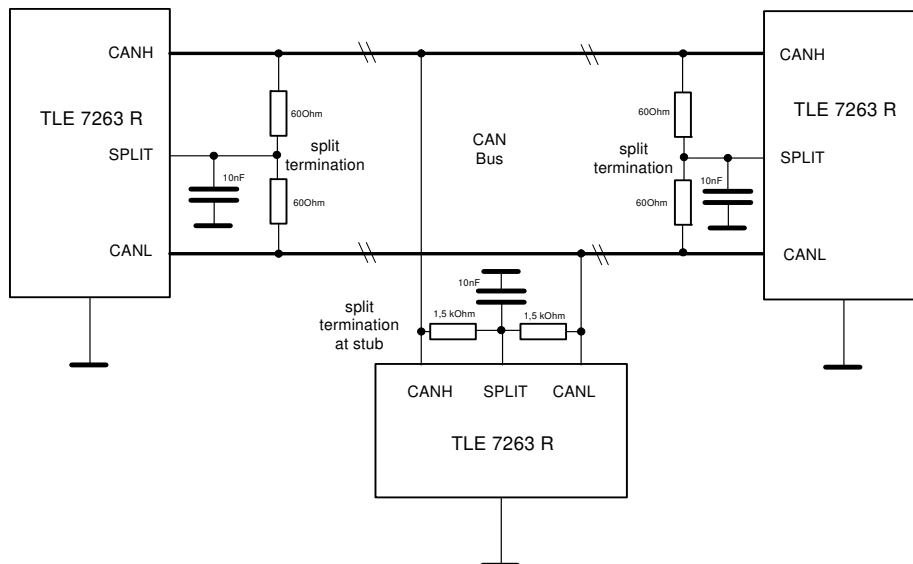 CANH
TLE 7263 R
SPLIT
CANL
10nF
60Ohm
split
termination
60Ohm
CAN
Bus
60Ohm
split
termination
60Ohm
10nF
CANH
TLE 7263 R
SPLIT
CANL
split
termination
at stub
10nF
1,5 kOhm
1,5 kOhm
CANH SPLIT CANL
TLE 7263 R